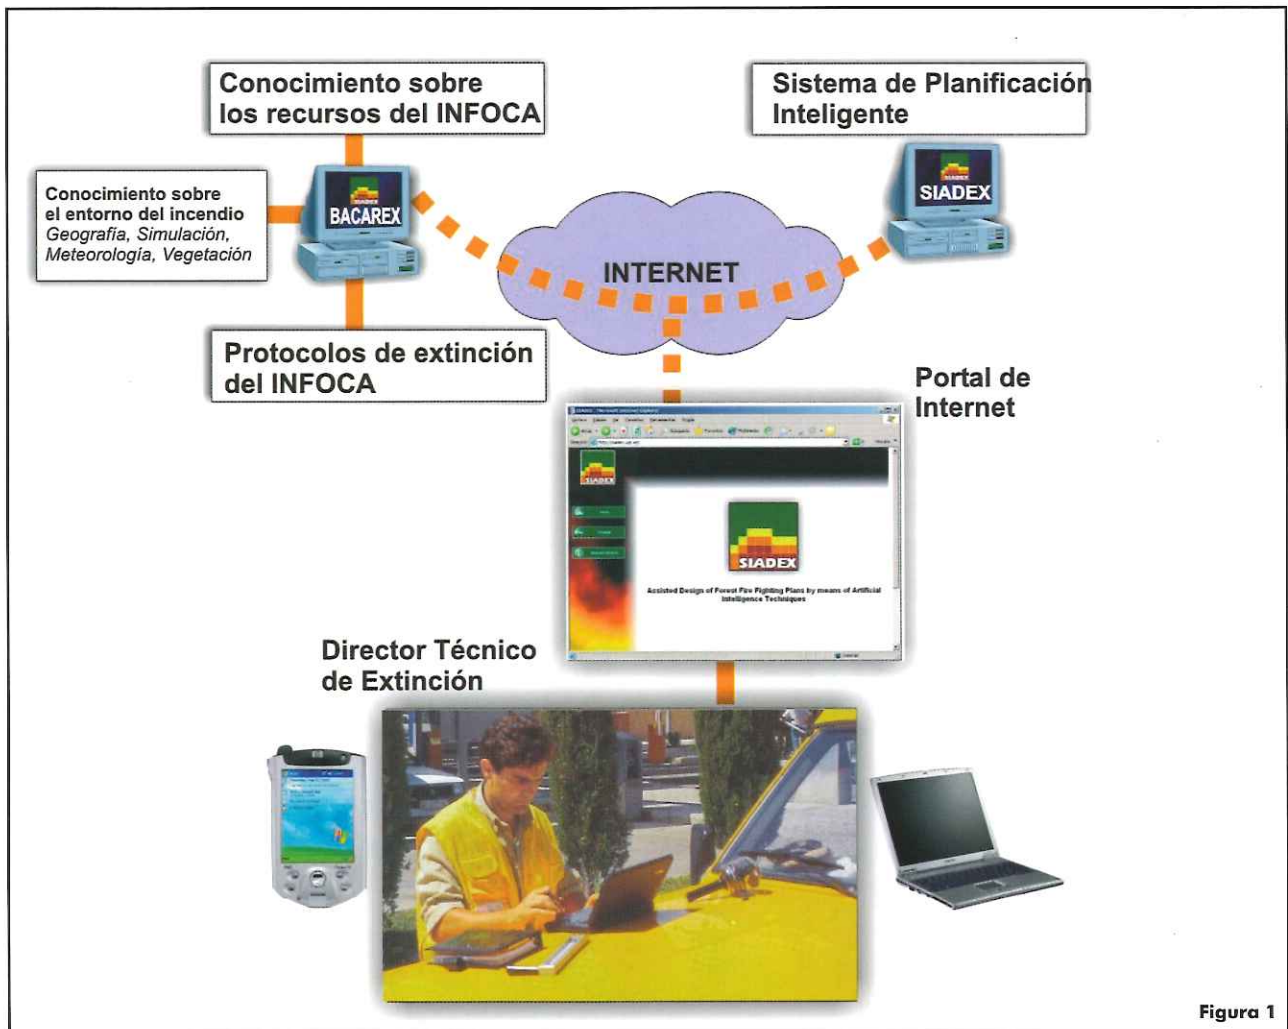 Conocimiento sobre
los recursos del INFOCA
Sistema de Planificación
Inteligente
Conocimiento sobre
el entorno del incendio
Geografía, Simulación,
Meteorología, Vegetación
SIADEX
BACAREX
SIADEX
SIADEX
INTERNET
Protocolos de extinción
del INFOCA
Portal de
Internet
SIADEX
SIADEX
Assisted Design of Forest Fire Fighting Plans by means of Artificial
Intelligence Techniques
Director Técnico
de Extinción
Figura 1